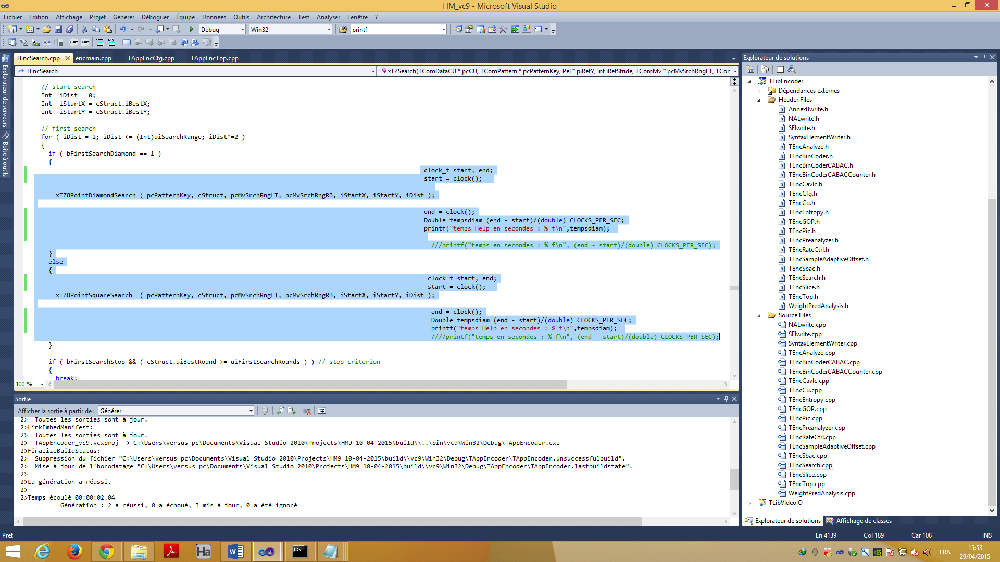 HM_vc9 - Microsoft Visual Studio
Fichier Edition Affichage Projet Générer Déboguer Équipe Données Outils Architecture Test Analyser Fenêtre ?
Debug Win32 printf
TEncSearch.cpp encmain.cpp TAppEncCfg.cpp TAppEncTop.cpp
TEncSearch xTZSearch(TComDataCU * pcCU, TComPattern * pcPatternKey, Pel * piRefY, Int iRefStride, TComMv * pcMvSrchRngLT, TCon
Explorateur de serveurs
Boîte à outils
// start search
Int  iDist = 0;
Int  iStartX = cStruct.iBestX;
Int  iStartY = cStruct.iBestY;
// first search
for ( iDist = 1; iDist <= (Int)uiSearchRange; iDist*=2 )
{
if ( bFirstSearchDiamond == 1 )
{
clock_t start, end;
start = clock();
xTZ8PointDiamondSearch ( pcPatternKey, cStruct, pcMvSrchRngLT, pcMvSrchRngRB, iStartX, iStartY, iDist );
end = clock();
Double tempsdiam=(end - start)/(double) CLOCKS_PER_SEC;
printf("temps Help en secondes : % f\n",tempsdiam);
///printf("temps en secondes : % f\n", (end - start)/(double) CLOCKS_PER_SEC);
}
else
{
clock_t start, end;
start = clock();
xTZ8PointSquareSearch  ( pcPatternKey, cStruct, pcMvSrchRngLT, pcMvSrchRngRB, iStartX, iStartY, iDist );
end = clock();
Double tempsdiam=(end - start)/(double) CLOCKS_PER_SEC;
printf("temps Help en secondes : % f\n",tempsdiam);
////printf("temps en secondes : % f\n", (end - start)/(double) CLOCKS_PER_SEC);
}
if ( bFirstSearchStop && ( cStruct.uiBestRound >= uiFirstSearchRounds ) ) // stop criterion
{
break;
100 %
Sortie
Afficher la sortie à partir de : Générer
2>  Toutes les sorties sont à jour.
2>LinkEmbedManifest:
2>  Toutes les sorties sont à jour.
2>  TAppEncoder_vc9.vcxproj -> C:\Users\versus pc\Documents\Visual Studio 2010\Projects\HM9 10-04-2015\build\\..\bin\vc9\Win32\Debug\TAppEncoder.exe
2>FinalizeBuildStatus:
2>  Suppression du fichier "C:\Users\versus pc\Documents\Visual Studio 2010\Projects\HM9 10-04-2015\build\\vc9\Win32\Debug\TAppEncoder\TAppEncoder.unsuccessfulbuild".
2>  Mise à jour de l'horodatage "C:\Users\versus pc\Documents\Visual Studio 2010\Projects\HM9 10-04-2015\build\\vc9\Win32\Debug\TAppEncoder\TAppEncoder.lastbuildstate".
2>
2>La génération a réussi.
2>
2>Temps écoulé 00:00:02.04
========== Génération : 2 a réussi, 0 a échoué, 3 mis à jour, 0 a été ignoré ==========
Explorateur de solutions
TLibEncoder
Dépendances externes
Header Files
AnnexBwrite.h
NALwrite.h
SEIwrite.h
SyntaxElementWriter.h
TEncAnalyze.h
TEncBinCoder.h
TEncBinCoderCABAC.h
TEncBinCoderCABACCounter.h
TEncCavlc.h
TEncCfg.h
TEncCu.h
TEncEntropy.h
TEncGOP.h
TEncPic.h
TEncPreanalyzer.h
TEncRateCtrl.h
TEncSampleAdaptiveOffset.h
TEncSbac.h
TEncSearch.h
TEncSlice.h
TEncTop.h
WeightPredAnalysis.h
Source Files
NALwrite.cpp
SEIwrite.cpp
SyntaxElementWriter.cpp
TEncAnalyze.cpp
TEncBinCoderCABAC.cpp
TEncBinCoderCABACCounter.cpp
TEncCavlc.cpp
TEncCu.cpp
TEncEntropy.cpp
TEncGOP.cpp
TEncPic.cpp
TEncPreanalyzer.cpp
TEncRateCtrl.cpp
TEncSampleAdaptiveOffset.cpp
TEncSbac.cpp
TEncSearch.cpp
TEncSlice.cpp
TEncTop.cpp
WeightPredAnalysis.cpp
TLibVideoIO
Explorateur de solutions Affichage de classes
Prêt Ln 4139 Col 189 Car 108 INS
Ha FRA 15:53
29/04/2015